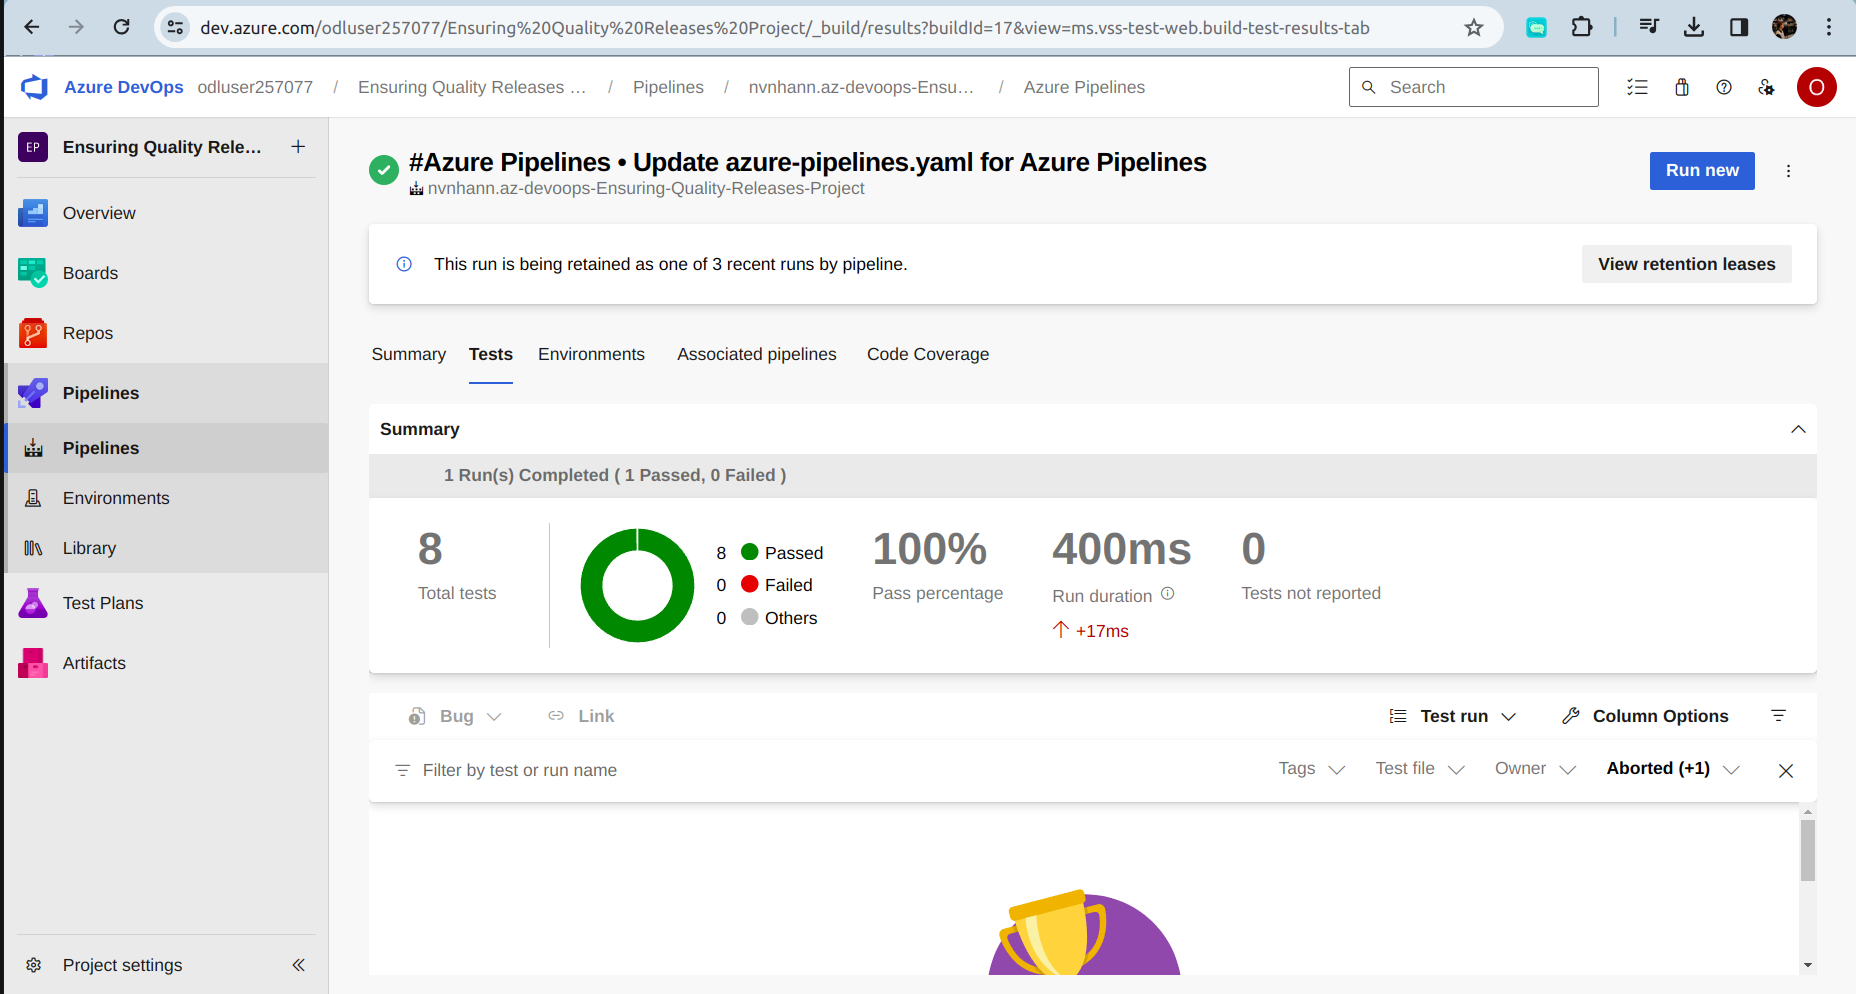 dev.azure.com/odluser257077/Ensuring%20Quality%20Releases%20Project/_build/results?buildId=17&view=ms.vss-test-web.build-test-results-tab
Azure DevOps odluser257077 / Ensuring Quality Releases ... / Pipelines / nvnhann.az-devoops-Ensu... / Azure Pipelines
Search
O
EP Ensuring Quality Rele... +
Overview
Boards
Repos
Pipelines
Pipelines
Environments
Library
Test Plans
Artifacts
Project settings
#Azure Pipelines • Update azure-pipelines.yaml for Azure Pipelines
nvnhann.az-devoops-Ensuring-Quality-Releases-Project
Run new
This run is being retained as one of 3 recent runs by pipeline.
View retention leases
Summary Tests Environments Associated pipelines Code Coverage
Summary
1 Run(s) Completed ( 1 Passed, 0 Failed )
8
Total tests
8 Passed
0 Failed
0 Others
100%
Pass percentage
400ms
Run duration
+17ms
0
Tests not reported
Bug Link Test run Column Options
Filter by test or run name Tags Test file Owner Aborted (+1)